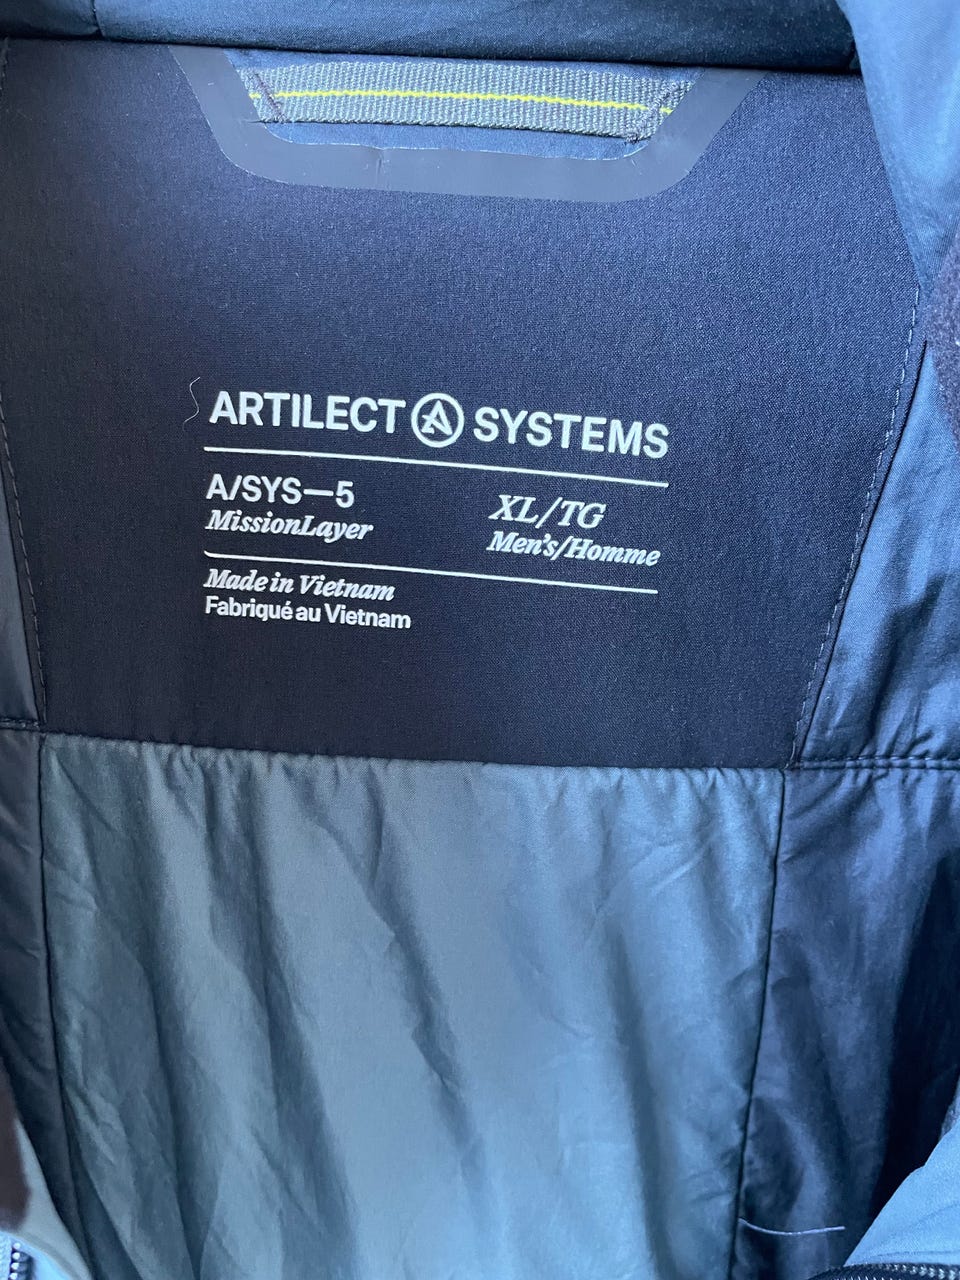 ARTILECT A SYSTEMS
A/SYS—5
MissionLayer
XL/TG
Men's/Homme
Made in Vietnam
Fabriqué au Vietnam